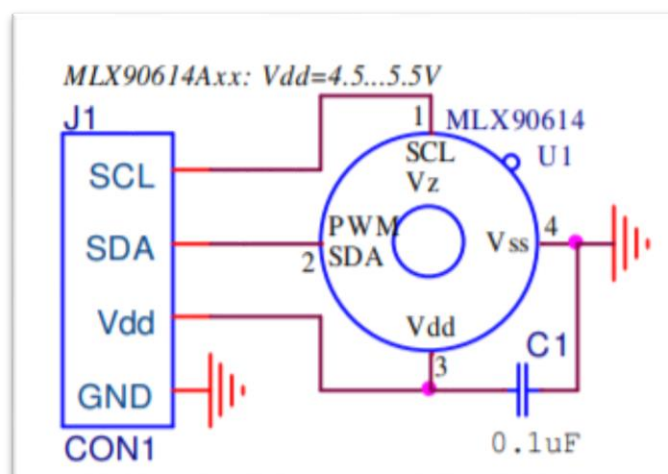 MLX90614Axx: Vdd=4.5...5.5V
J1
SCL
SDA
Vdd
GND
CON1
1
MLX90614
U1
SCL
Vz
PWM
SDA
2
Vss
4
Vdd
3
C1
0.1uF